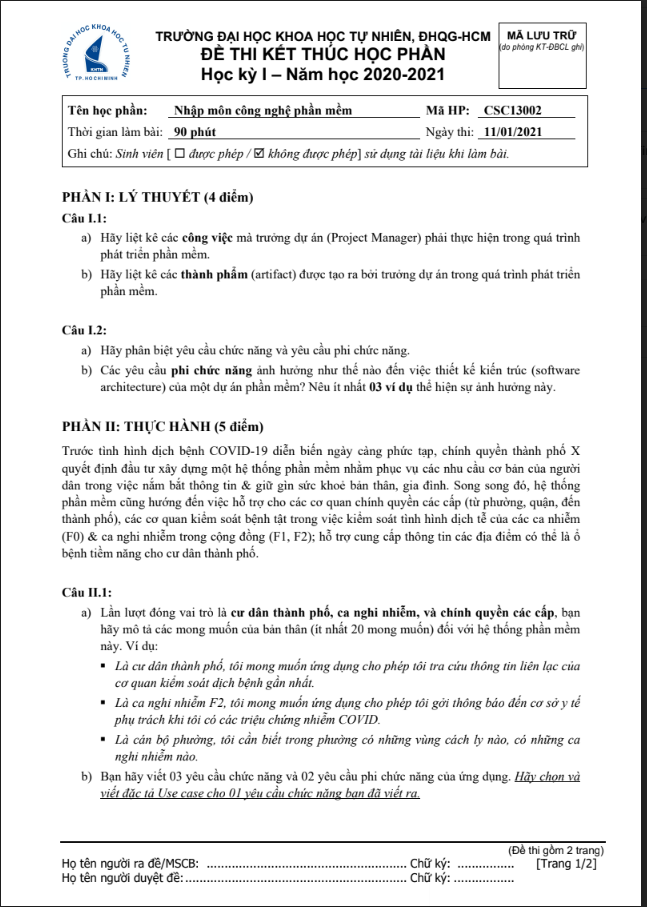 TRƯỜNG ĐẠI HỌC KHOA HỌC TỰ NHIÊN
KHTN
TP. HO CHI MINH
TRƯỜNG ĐẠI HỌC KHOA HỌC TỰ NHIÊN, ĐHQG-HCM
ĐỀ THI KẾT THÚC HỌC PHẦN
Học kỳ I – Năm học 2020-2021
MÃ LƯU TRỮ
(do phòng KT-ĐBCL ghi)
Tên học phần: Nhập môn công nghệ phần mềm Mã HP: CSC13002
Thời gian làm bài: 90 phút Ngày thi: 11/01/2021
Ghi chú: Sinh viên [ ☐ được phép / ☑ không được phép] sử dụng tài liệu khi làm bài.
PHẦN I: LÝ THUYẾT (4 điểm)
Câu I.1:
a) Hãy liệt kê các công việc mà trưởng dự án (Project Manager) phải thực hiện trong quá trình
phát triển phần mềm.
b) Hãy liệt kê các thành phẩm (artifact) được tạo ra bởi trưởng dự án trong quá trình phát triển
phần mềm.
Câu I.2:
a) Hãy phân biệt yêu cầu chức năng và yêu cầu phi chức năng.
b) Các yêu cầu phi chức năng ảnh hưởng như thế nào đến việc thiết kế kiến trúc (software
architecture) của một dự án phần mềm? Nêu ít nhất 03 ví dụ thể hiện sự ảnh hưởng này.
PHẦN II: THỰC HÀNH (5 điểm)
Trước tình hình dịch bệnh COVID-19 diễn biến ngày càng phức tạp, chính quyền thành phố X
quyết định đầu tư xây dựng một hệ thống phần mềm nhằm phục vụ các nhu cầu cơ bản của người
dân trong việc nắm bắt thông tin & giữ gìn sức khoẻ bản thân, gia đình. Song song đó, hệ thống
phần mềm cũng hướng đến việc hỗ trợ cho các cơ quan chính quyền các cấp (từ phường, quận, đến
thành phố), các cơ quan kiểm soát bệnh tật trong việc kiểm soát tình hình dịch tễ của các ca nhiễm
(F0) & ca nghi nhiễm trong cộng đồng (F1, F2); hỗ trợ cung cấp thông tin các địa điểm có thể là ổ
bệnh tiềm năng cho cư dân thành phố.
Câu II.1:
a) Lần lượt đóng vai trò là cư dân thành phố, ca nghi nhiễm, và chính quyền các cấp, bạn
hãy mô tả các mong muốn của bản thân (ít nhất 20 mong muốn) đối với hệ thống phần mềm
này. Ví dụ:
▪ Là cư dân thành phố, tôi mong muốn ứng dụng cho phép tôi tra cứu thông tin liên lạc của
cơ quan kiểm soát dịch bệnh gần nhất.
▪ Là ca nghi nhiễm F2, tôi mong muốn ứng dụng cho phép tôi gởi thông báo đến cơ sở y tế
phụ trách khi tôi có các triệu chứng nhiễm COVID.
▪ Là cán bộ phường, tôi cần biết trong phường có những vùng cách ly nào, có những ca
nghi nhiễm nào.
b) Bạn hãy viết 03 yêu cầu chức năng và 02 yêu cầu phi chức năng của ứng dụng. Hãy chọn và
viết đặc tả Use case cho 01 yêu cầu chức năng bạn đã viết ra.
(Đề thi gồm 2 trang)
Họ tên người ra đề/MSCB: ........................................................ Chữ ký: ................ [Trang 1/2]
Họ tên người duyệt đề: ............................................................. Chữ ký: .................